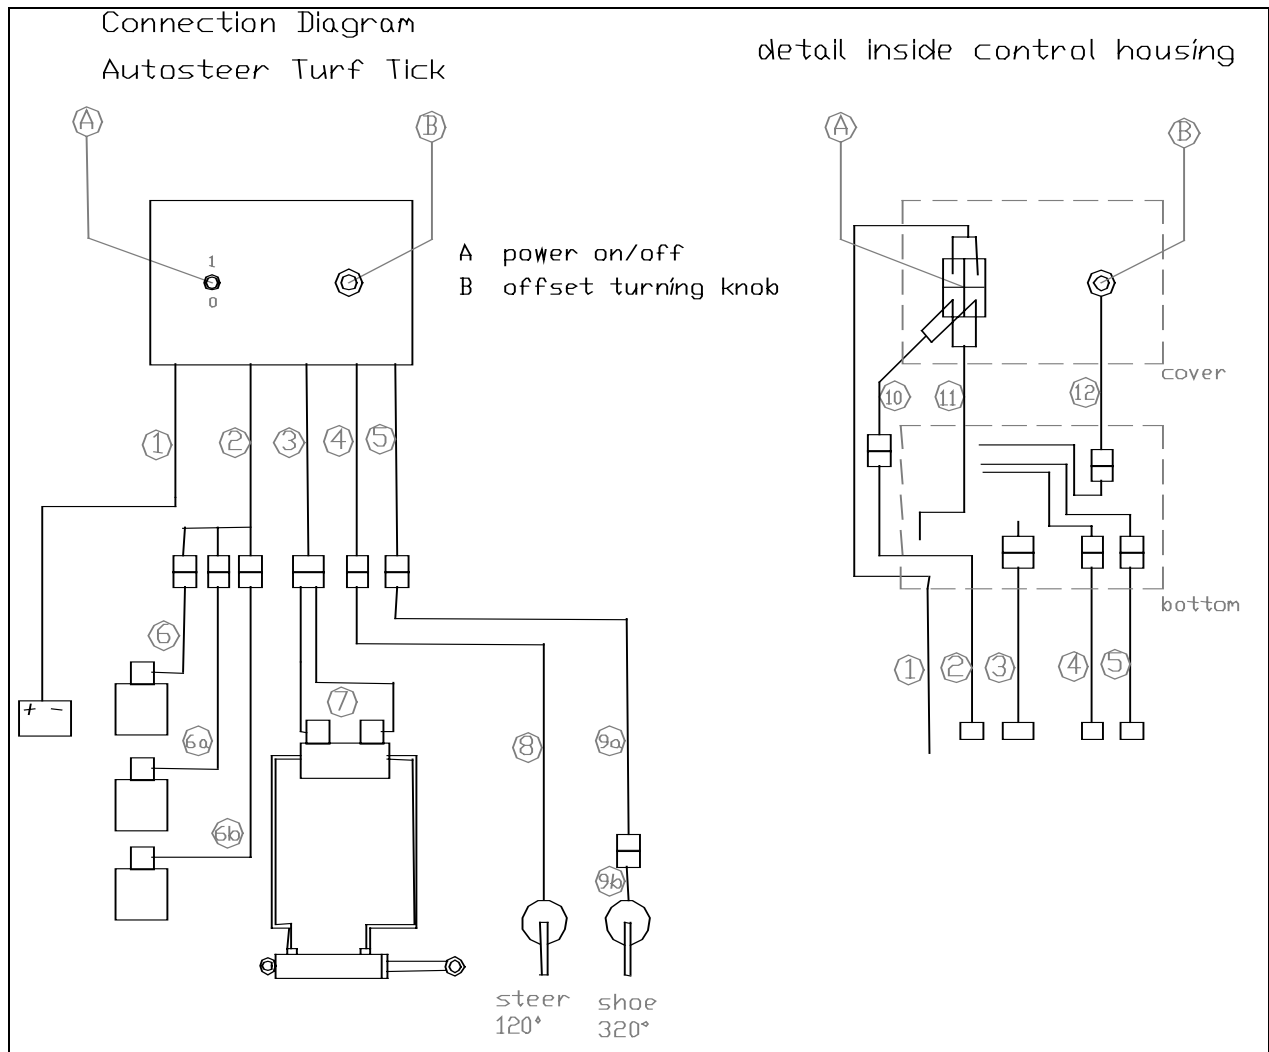 Connection Diagram
Autosteer Turf Tick
detail inside control housing
A
B
A
B
1
0
A power on/off
B offset turning knob
cover
1
2
3
4
5
10
11
12
bottom
6
6a
6b
7
8
9a
9b
1
2
3
4
5
+ -
steer
120°
shoe
320°